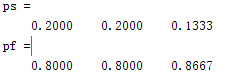 ps =
0.2000 0.2000 0.1333
pf =
0.8000 0.8000 0.8667